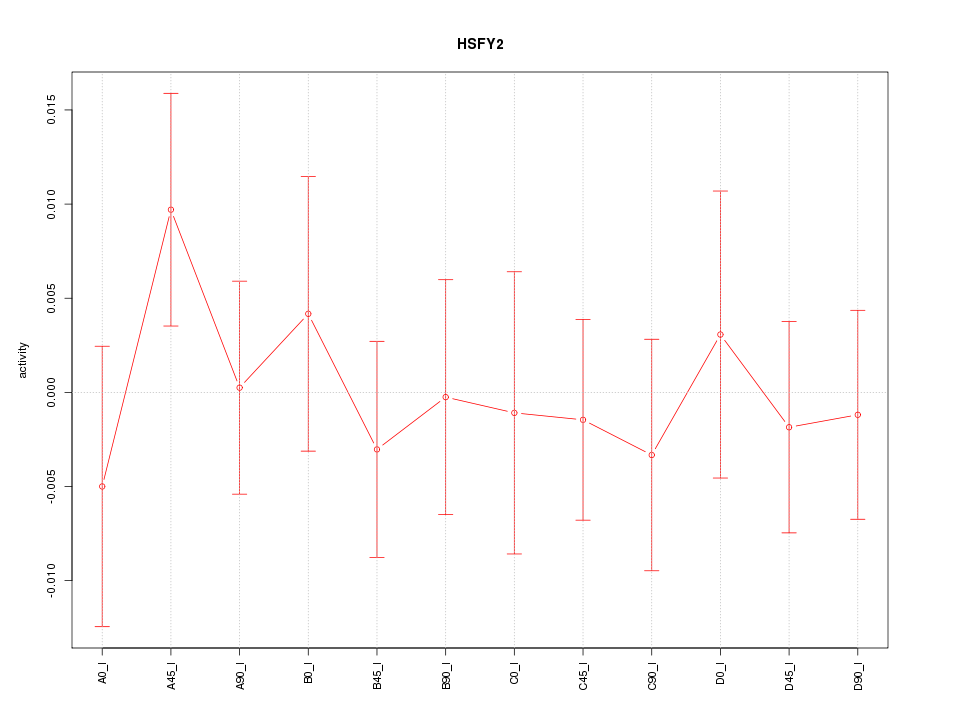 HSFY2
activity
0.015
0.010
0.005
0.000
-0.005
-0.010
A0_I
A45_I
A90_I
B0_I
B45_I
B90_I
C0_I
C45_I
C90_I
D0_I
D45_I
D90_I